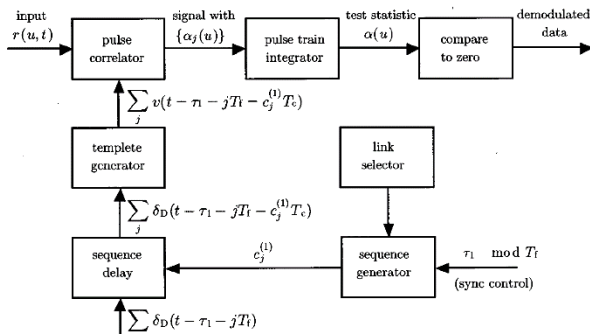 input signal with test statistic demodulated
r(u, t) {α_j(u)} α(u) data
pulse correlator
pulse train integrator
compare to zero
∑_j v(t − τ_1 − jT_f − c_j^{(1)}T_c)
templete generator
link selector
∑_j δ_D(t − τ_1 − jT_f − c_j^{(1)}T_c)
c_j^{(1)}
sequence delay
sequence generator
τ_1 mod T_f
(sync control)
∑ δ_D(t − τ_1 − jT_f)